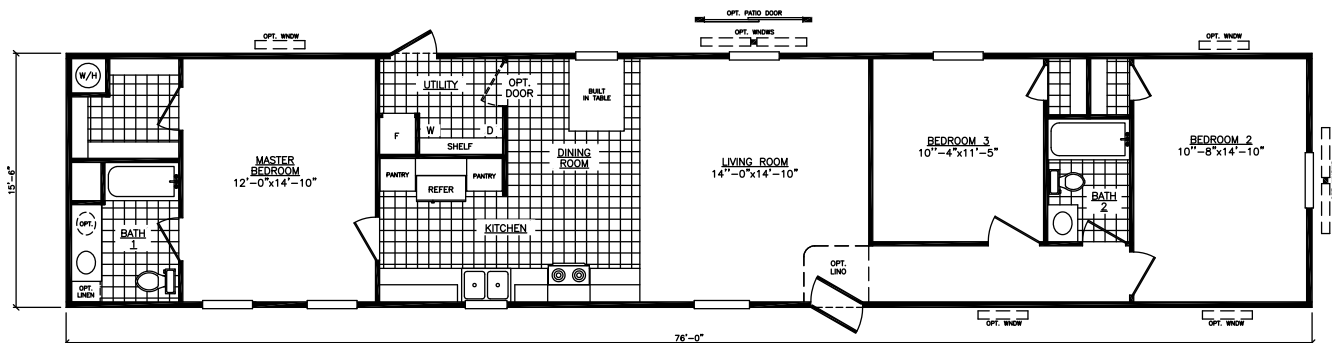 OPT. PATIO DOOR
OPT. WNDW
OPT. WNDWS
OPT. WNDW
W/H
UTILITY
OPT.
DOOR
BUILT
IN TABLE
F
W
D
SHELF
MASTER
BEDROOM
12'-0"x14'-10"
PANTRY
REFER
PANTRY
DINING
ROOM
LIVING ROOM
14"-0"x14'-10"
BEDROOM 3
10"-4"x11'-5"
BEDROOM 2
10"-8"x14'-10"
15'-6"
OPT.
BATH
1
KITCHEN
BATH
2
OPT.
LINEN
OPT.
LINO
OPT. WNDW
OPT. WNDW
76'-0"